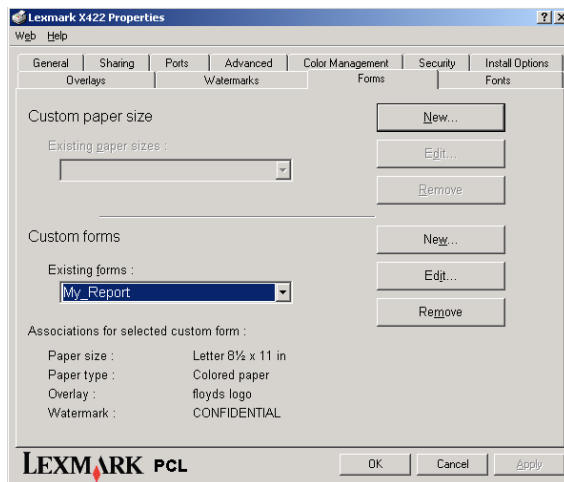 Lexmark X422 Properties
Web Help
General Sharing Ports Advanced Color Management Security Install Options
Overlays Watermarks Forms Fonts
Custom paper size
New...
Existing paper sizes :
Edit...
Remove
Custom forms
New...
Existing forms :
Edit...
My_Report
Remove
Associations for selected custom form :
Paper size : Letter 8½ x 11 in
Paper type : Colored paper
Overlay : floyds logo
Watermark : CONFIDENTIAL
LEXMARK PCL
OK Cancel Apply